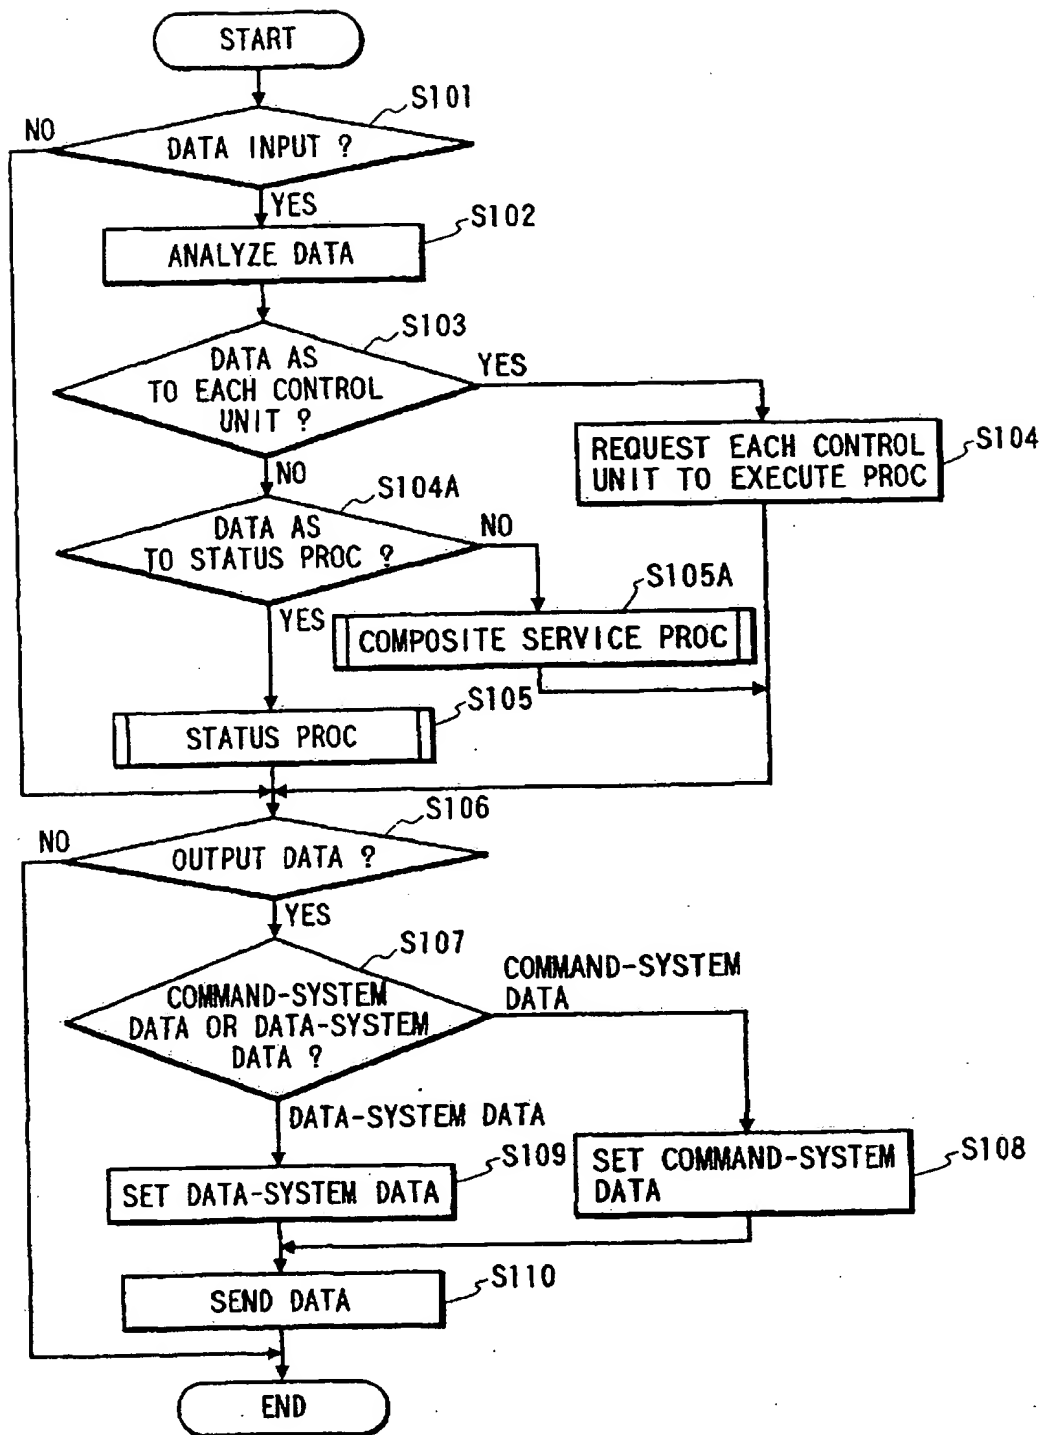 START
S101
NO
DATA INPUT ?
YES
S102
ANALYZE DATA
S103
DATA AS
TO EACH CONTROL
UNIT ?
YES
S104
REQUEST EACH CONTROL
UNIT TO EXECUTE PROC
NO
S104A
DATA AS
TO STATUS PROC ?
NO
S105A
YES
COMPOSITE SERVICE PROC
S105
STATUS PROC
S106
NO
OUTPUT DATA ?
YES
S107
COMMAND-SYSTEM
DATA
COMMAND-SYSTEM
DATA OR DATA-SYSTEM
DATA ?
DATA-SYSTEM DATA
S109
SET DATA-SYSTEM DATA
S108
SET COMMAND-SYSTEM
DATA
S110
SEND DATA
END